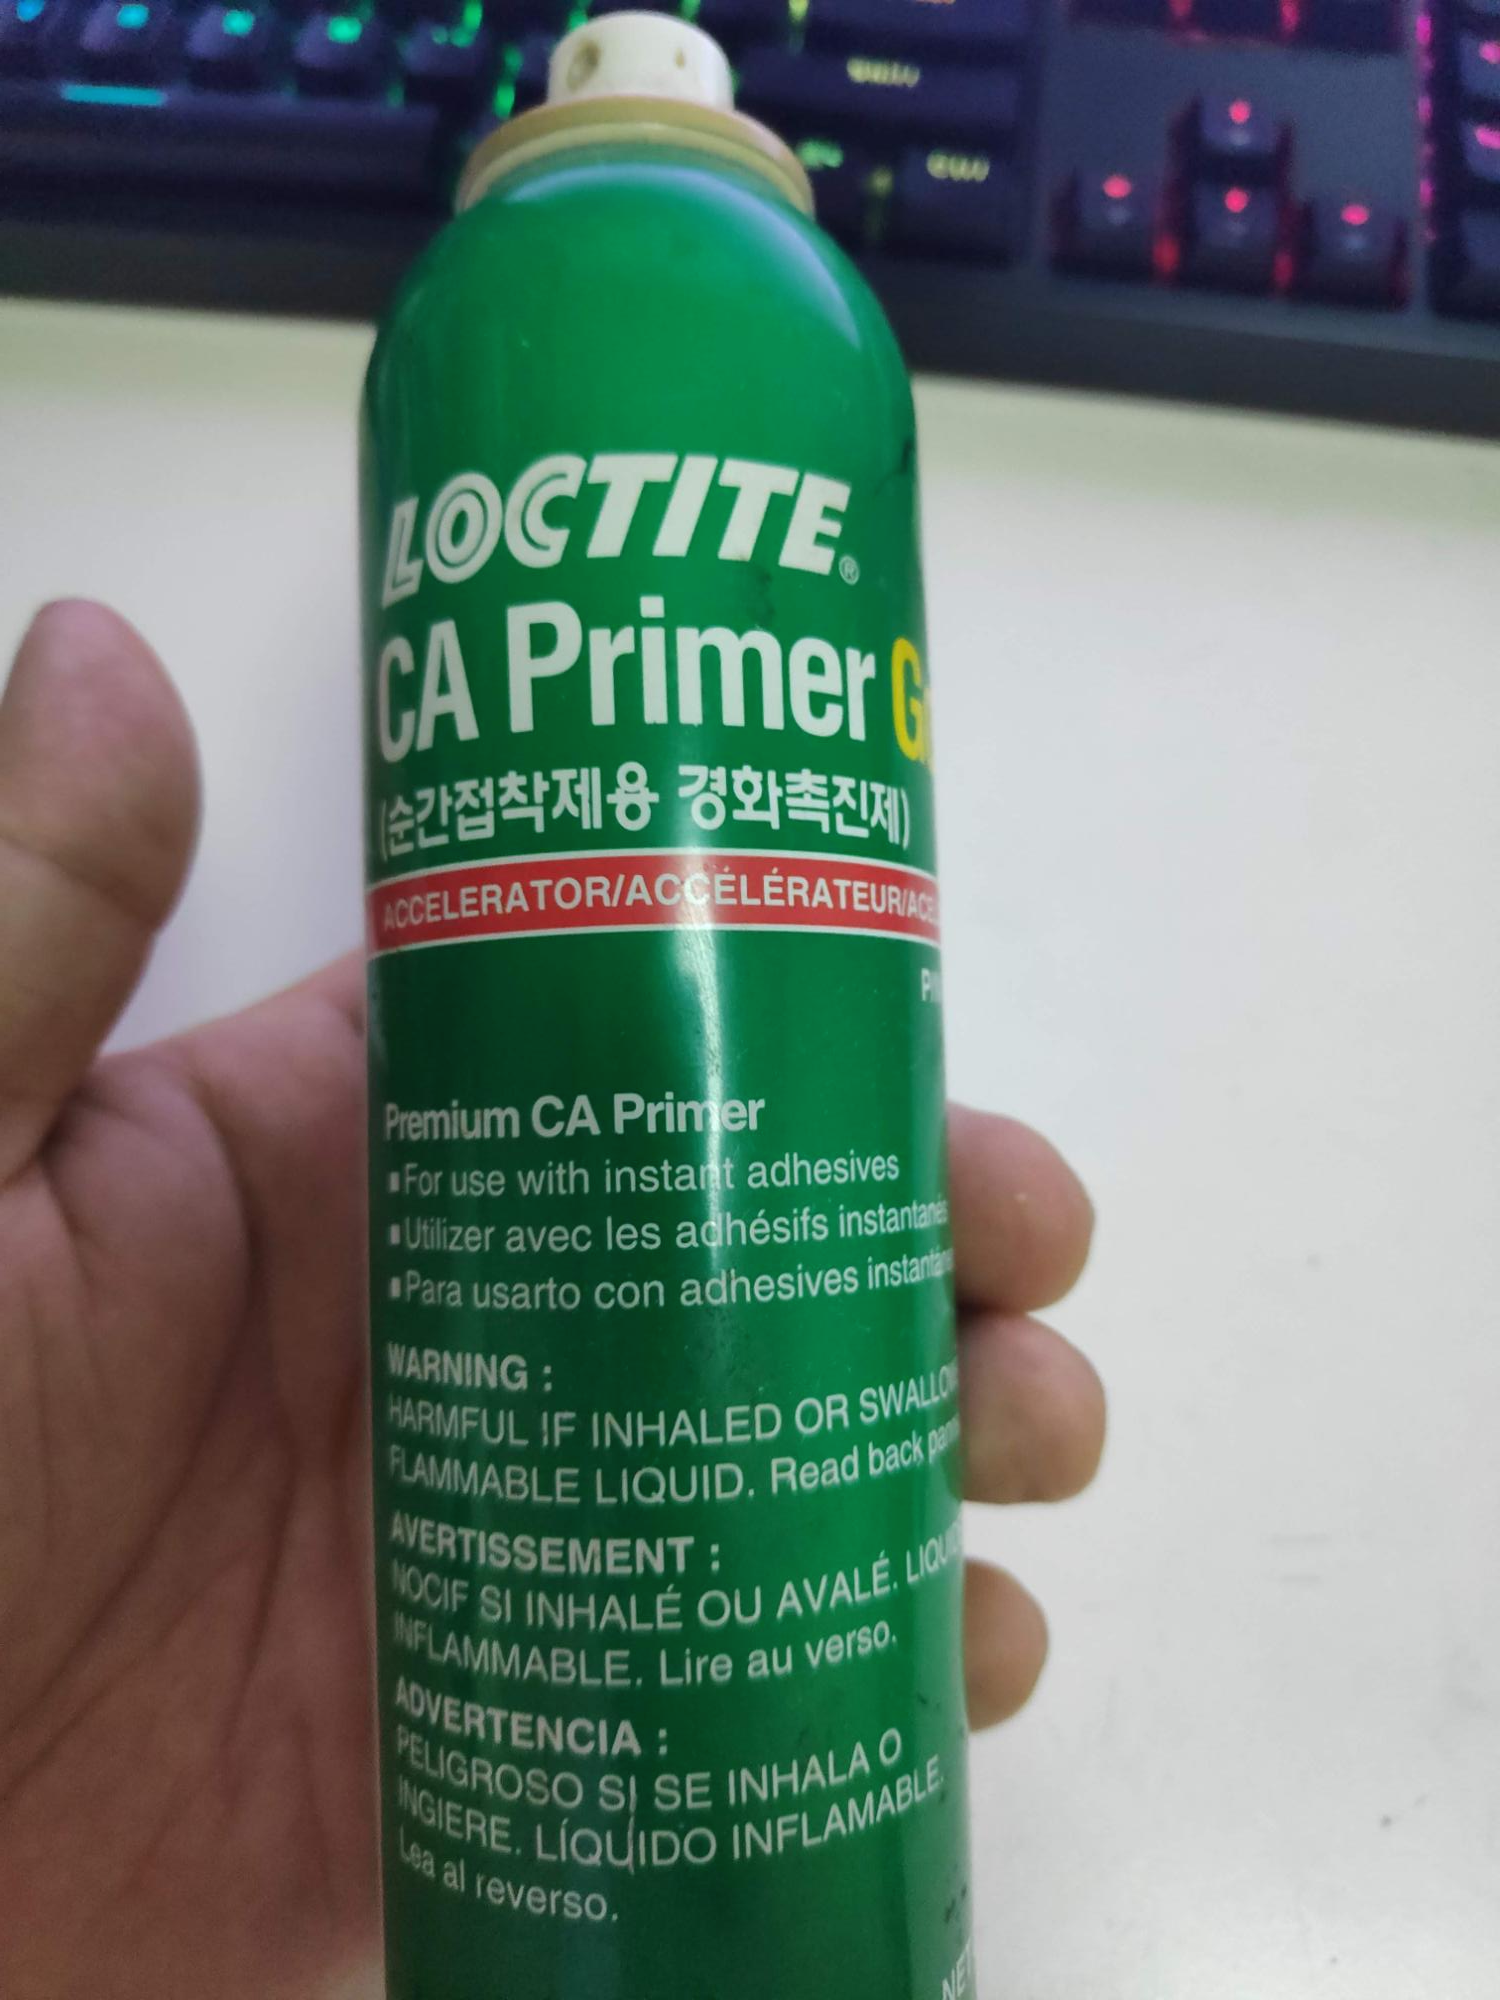 LOCTITE®
CA Primer
(순간접착제용 경화촉진제)
ACCELERATOR/ACCÉLÉRATEUR/
Premium CA Primer
▪For use with instant adhesives
▪Utilizer avec les adhésifs instantanés
▪Para usarto con adhesives
WARNING :
HARMFUL IF INHALED OR
FLAMMABLE LIQUID. Read back
AVERTISSEMENT :
NOCIF SI INHALÉ OU AVALÉ.
INFLAMMABLE. Lire au verso.
ADVERTENCIA :
PELIGROSO SI SE INHALA O
INGIERE. LÍQUIDO INFLAMABLE.
Lea al reverso.